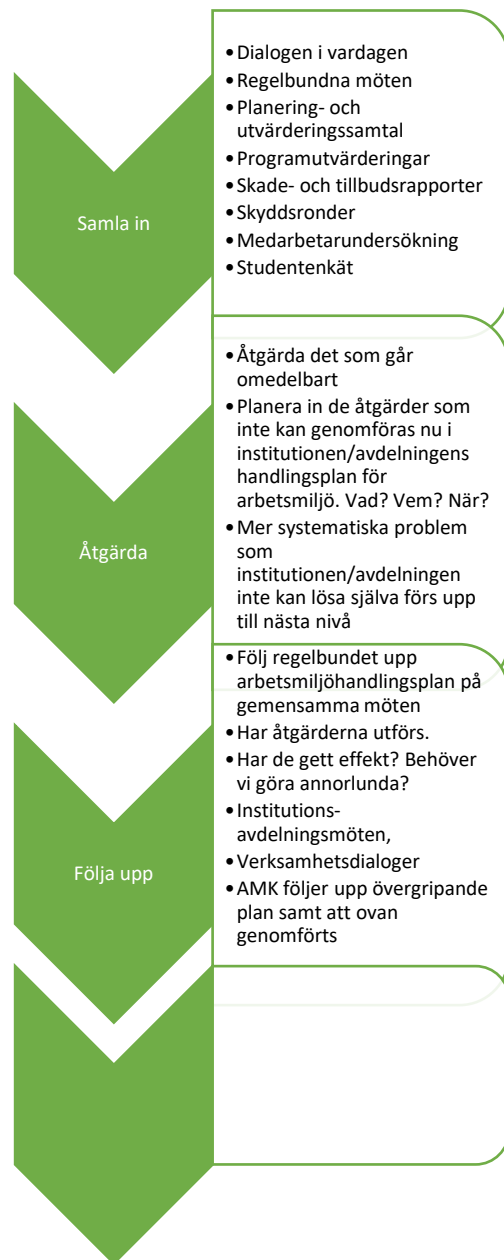 Samla in
•Dialogen i vardagen
•Regelbundna möten
•Planering- och
utvärderingssamtal
•Programutvärderingar
•Skade- och tillbudsrapporter
•Skyddsronder
•Medarbetarundersökning
•Studentenkät
Åtgärda
•Åtgärda det som går
omedelbart
•Planera in de åtgärder som
inte kan genomföras nu i
institutionen/avdelningens
handlingsplan för
arbetsmiljö. Vad? Vem? När?
•Mer systematiska problem
som
institutionen/avdelningen
inte kan lösa själva förs upp
till nästa nivå
Följa upp
•Följ regelbundet upp
arbetsmiljöhandlingsplan på
gemensamma möten
•Har åtgärderna utförs.
•Har de gett effekt? Behöver
vi göra annorlunda?
•Institutions-
avdelningsmöten,
•Verksamhetsdialoger
•AMK följer upp övergripande
plan samt att ovan
genomförts